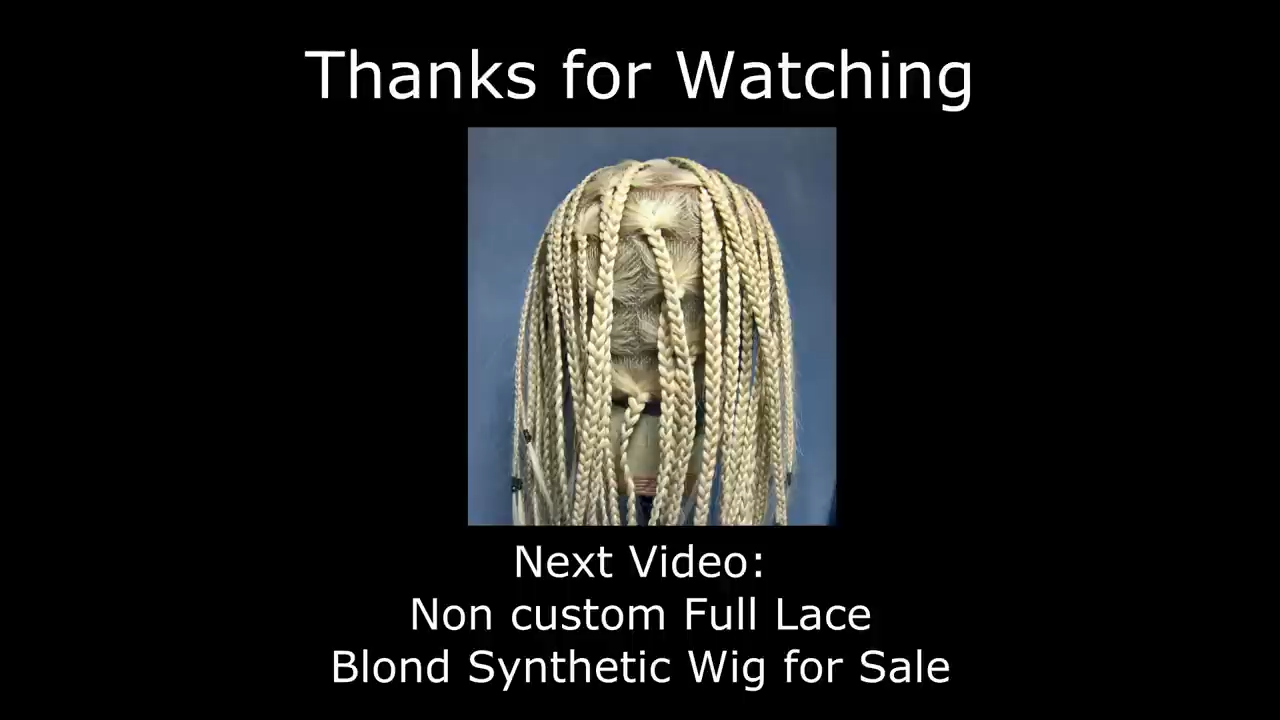 Thanks for Watching
Next Video:
Non custom Full Lace
Blond Synthetic Wig for Sale